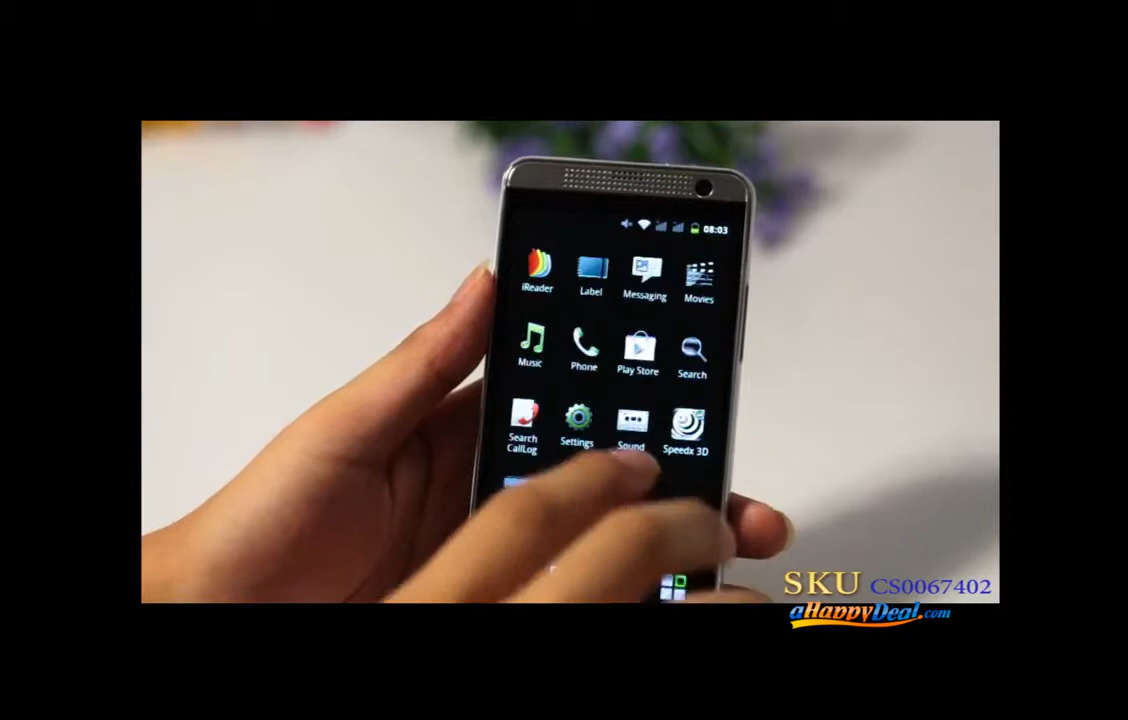 08:03
iReader
Label
Messaging
Movies
Music
Phone
Play Store
Search
Search
CallLog
Settings
Sound
Speedx 3D
SKU CS0067402
aHappyDeal.com